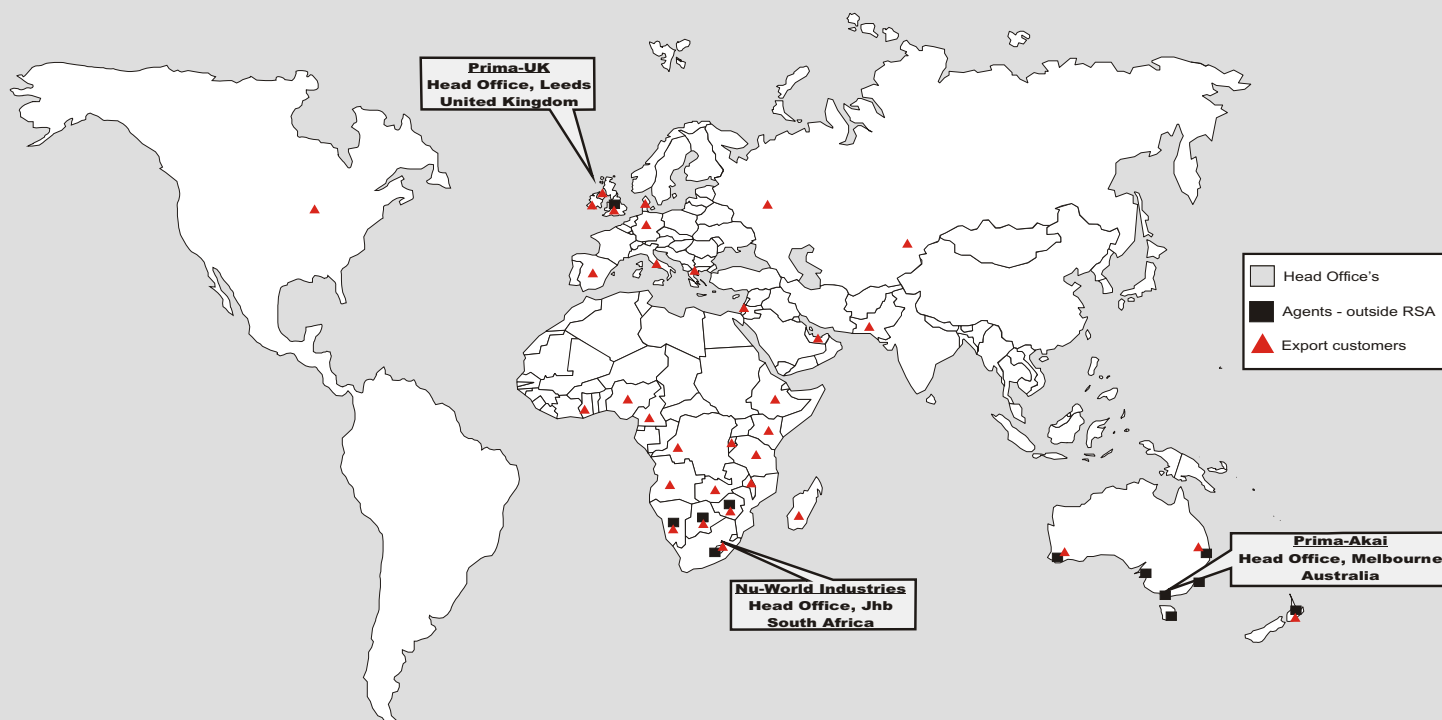 Prima-UK
Head Office, Leeds
United Kingdom
Head Office's
Agents - outside RSA
Export customers
Prima-Akai
Head Office, Melbourne
Australia
Nu-World Industries
Head Office, Jhb
South Africa